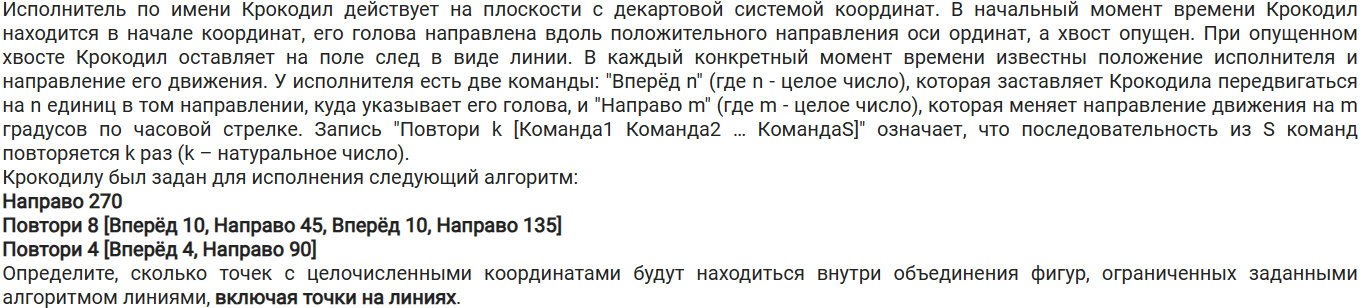 Исполнитель по имени Крокодил действует на плоскости с декартовой системой координат. В начальный момент времени Крокодил
находится в начале координат, его голова направлена вдоль положительного направления оси ординат, а хвост опущен. При опущенном
хвосте Крокодил оставляет на поле след в виде линии. В каждый конкретный момент времени известны положение исполнителя и
направление его движения. У исполнителя есть две команды: "Вперёд n" (где n - целое число), которая заставляет Крокодила передвигаться
на n единиц в том направлении, куда указывает его голова, и "Направо m" (где m - целое число), которая меняет направление движения на m
градусов по часовой стрелке. Запись "Повтори k [Команда1 Команда2 … КомандаS]" означает, что последовательность из S команд
повторяется k раз (k – натуральное число).
Крокодилу был задан для исполнения следующий алгоритм:
Направо 270
Повтори 8 [Вперёд 10, Направо 45, Вперёд 10, Направо 135]
Повтори 4 [Вперёд 4, Направо 90]
Определите, сколько точек с целочисленными координатами будут находиться внутри объединения фигур, ограниченных заданными
алгоритмом линиями, включая точки на линиях.